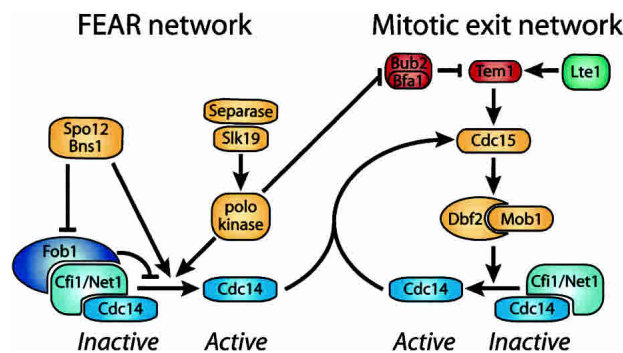 FEAR network
Mitotic exit network
Bub2
Bfa1
Tem1
Lte1
Separase
Slk19
Spo12
Bns1
Cdc15
polo
kinase
Dbf2
Mob1
Fob1
Cfi1/Net1
Cdc14
Cdc14
Cdc14
Cfi1/Net1
Cdc14
Inactive
Active
Active
Inactive